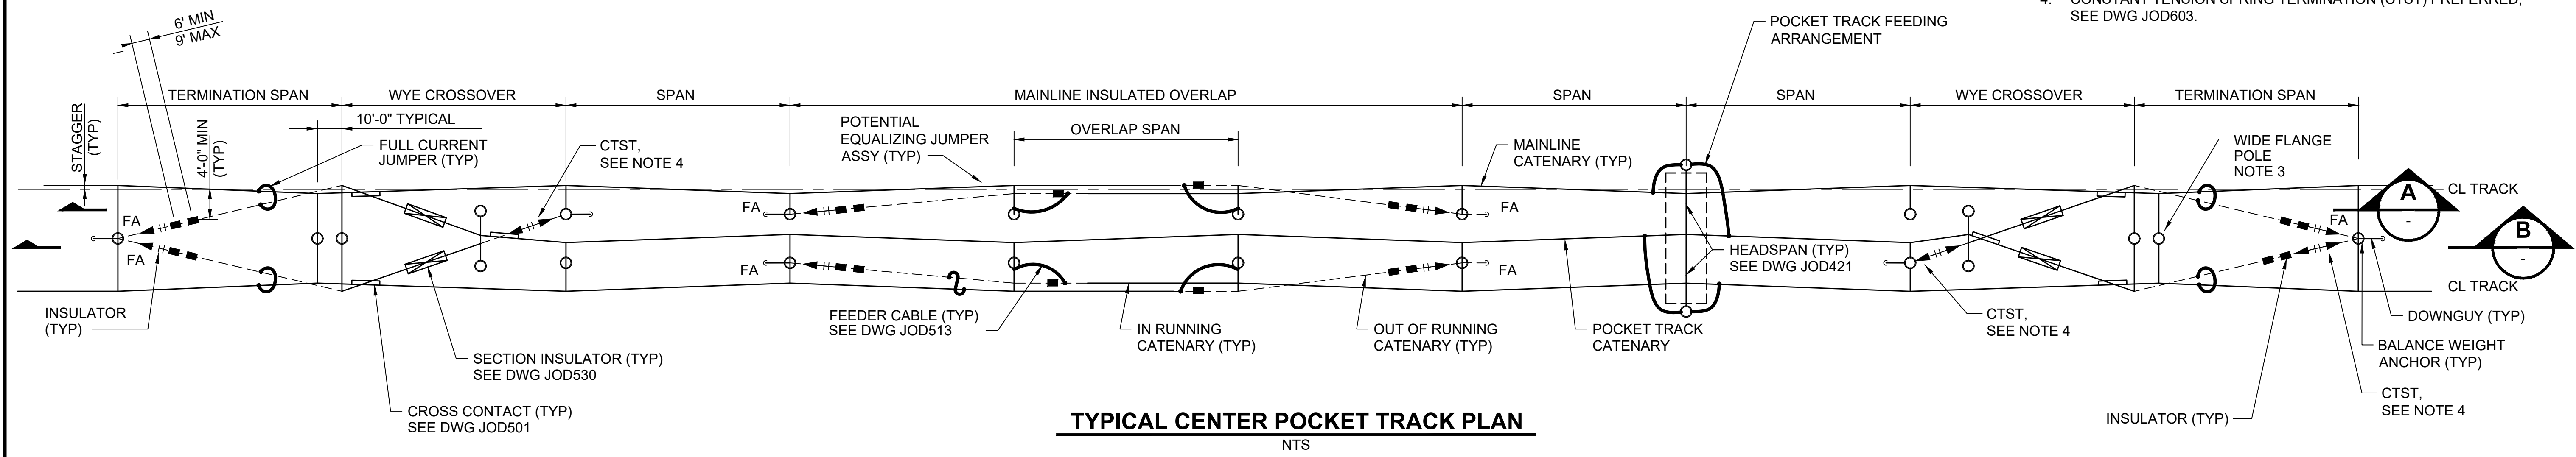 4. CONSTANT TENSION SPRING TERMINATION (CTST) PREFERRED,
SEE DWG JOD603.
6' MIN
9' MAX
POCKET TRACK FEEDING
ARRANGEMENT
TERMINATION SPAN
WYE CROSSOVER
SPAN
MAINLINE INSULATED OVERLAP
SPAN
SPAN
WYE CROSSOVER
TERMINATION SPAN
STAGGER
(TYP)
10'-0" TYPICAL
4'-0" MIN
(TYP)
FULL CURRENT
JUMPER (TYP)
CTST,
SEE NOTE 4
POTENTIAL
EQUALIZING JUMPER
ASSY (TYP)
OVERLAP SPAN
MAINLINE
CATENARY (TYP)
WIDE FLANGE
POLE
NOTE 3
A
-
CL TRACK
FA
FA
FA
FA
FA
FA
FA
B
-
HEADSPAN (TYP)
SEE DWG JOD421
CL TRACK
INSULATOR
(TYP)
SECTION INSULATOR (TYP)
SEE DWG JOD530
CROSS CONTACT (TYP)
SEE DWG JOD501
FEEDER CABLE (TYP)
SEE DWG JOD513
IN RUNNING
CATENARY (TYP)
OUT OF RUNNING
CATENARY (TYP)
POCKET TRACK
CATENARY
CTST,
SEE NOTE 4
DOWNGUY (TYP)
BALANCE WEIGHT
ANCHOR (TYP)
CTST,
SEE NOTE 4
INSULATOR (TYP)
TYPICAL CENTER POCKET TRACK PLAN
NTS